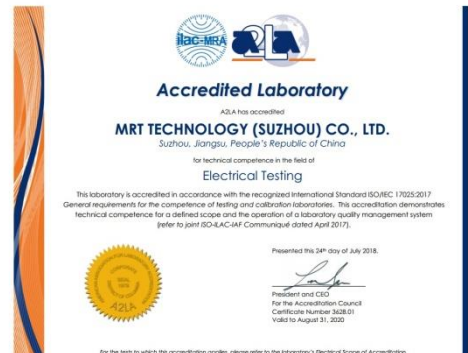 ilac-MRA
A2LA
Accredited Laboratory
A2LA has accredited
MRT TECHNOLOGY (SUZHOU) CO., LTD.
Suzhou, Jiangsu, People's Republic of China
for technical competence in the field of
Electrical Testing
This laboratory is accredited in accordance with the recognized International Standard ISO/IEC 17025:2017
General requirements for the competence of testing and calibration laboratories. This accreditation demonstrates
technical competence for a defined scope and the operation of a laboratory quality management system
(refer to joint ISO-ILAC-IAF Communiqué dated April 2017).
Presented this 24th day of July 2018.
President and CEO
For the Accreditation Council
Certificate Number 3628.01
Valid to August 31, 2020
CORPORATE
SEAL
1978
A2LA
For the tests to which this accreditation applies, please refer to the laboratory's Electrical Scope of Accreditation.